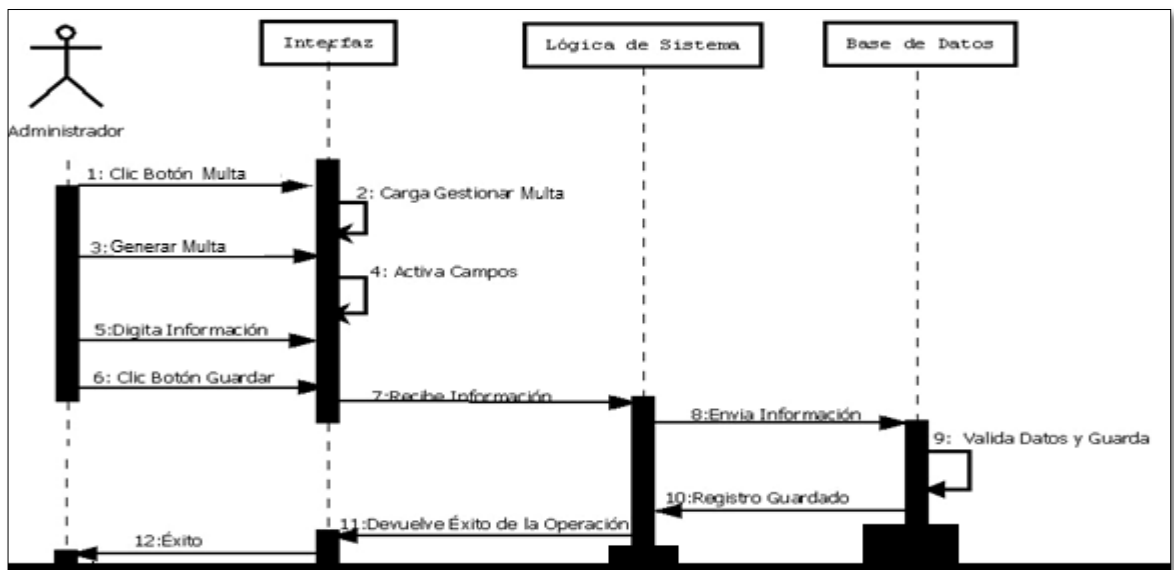 Interfaz
Lógica de Sistema
Base de Datos
Administrador
1: Clic Botón Multa
2: Carga Gestionar Multa
3:Generar Multa
4: Activa Campos
5:Digita Información
6: Clic Botón Guardar
7:Recibe Información
8:Envia Información
9: Valida Datos y Guarda
10:Registro Guardado
11:Devuelve Éxito de la Operación
12:Éxito